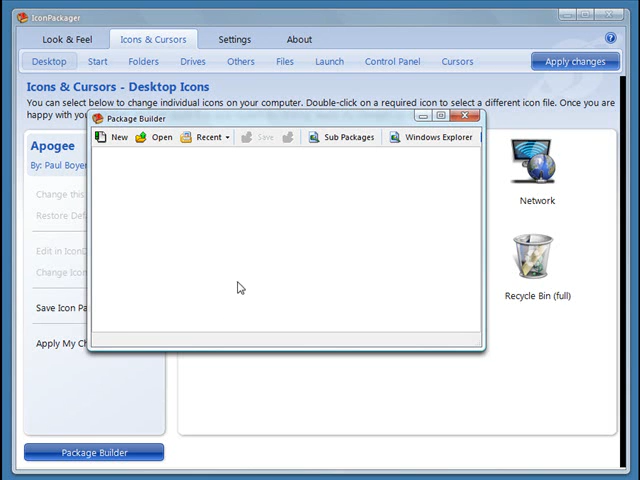 IconPackager
Look & Feel
Icons & Cursors
Settings
About
Desktop
Start
Folders
Drives
Others
Files
Launch
Control Panel
Cursors
Apply changes
Icons & Cursors - Desktop Icons
You can select below to change individual icons on your computer. Double-click on a required icon to select a different icon file. Once you are
happy with you
Package Builder
New
Open
Recent
Save
Sub Packages
Windows Explorer
Apogee
By: Paul Boyer
Change this
Restore Def
Edit in IconD
Change Icon
Save Icon Pa
Apply My Ch
Network
Recycle Bin (full)
Package Builder